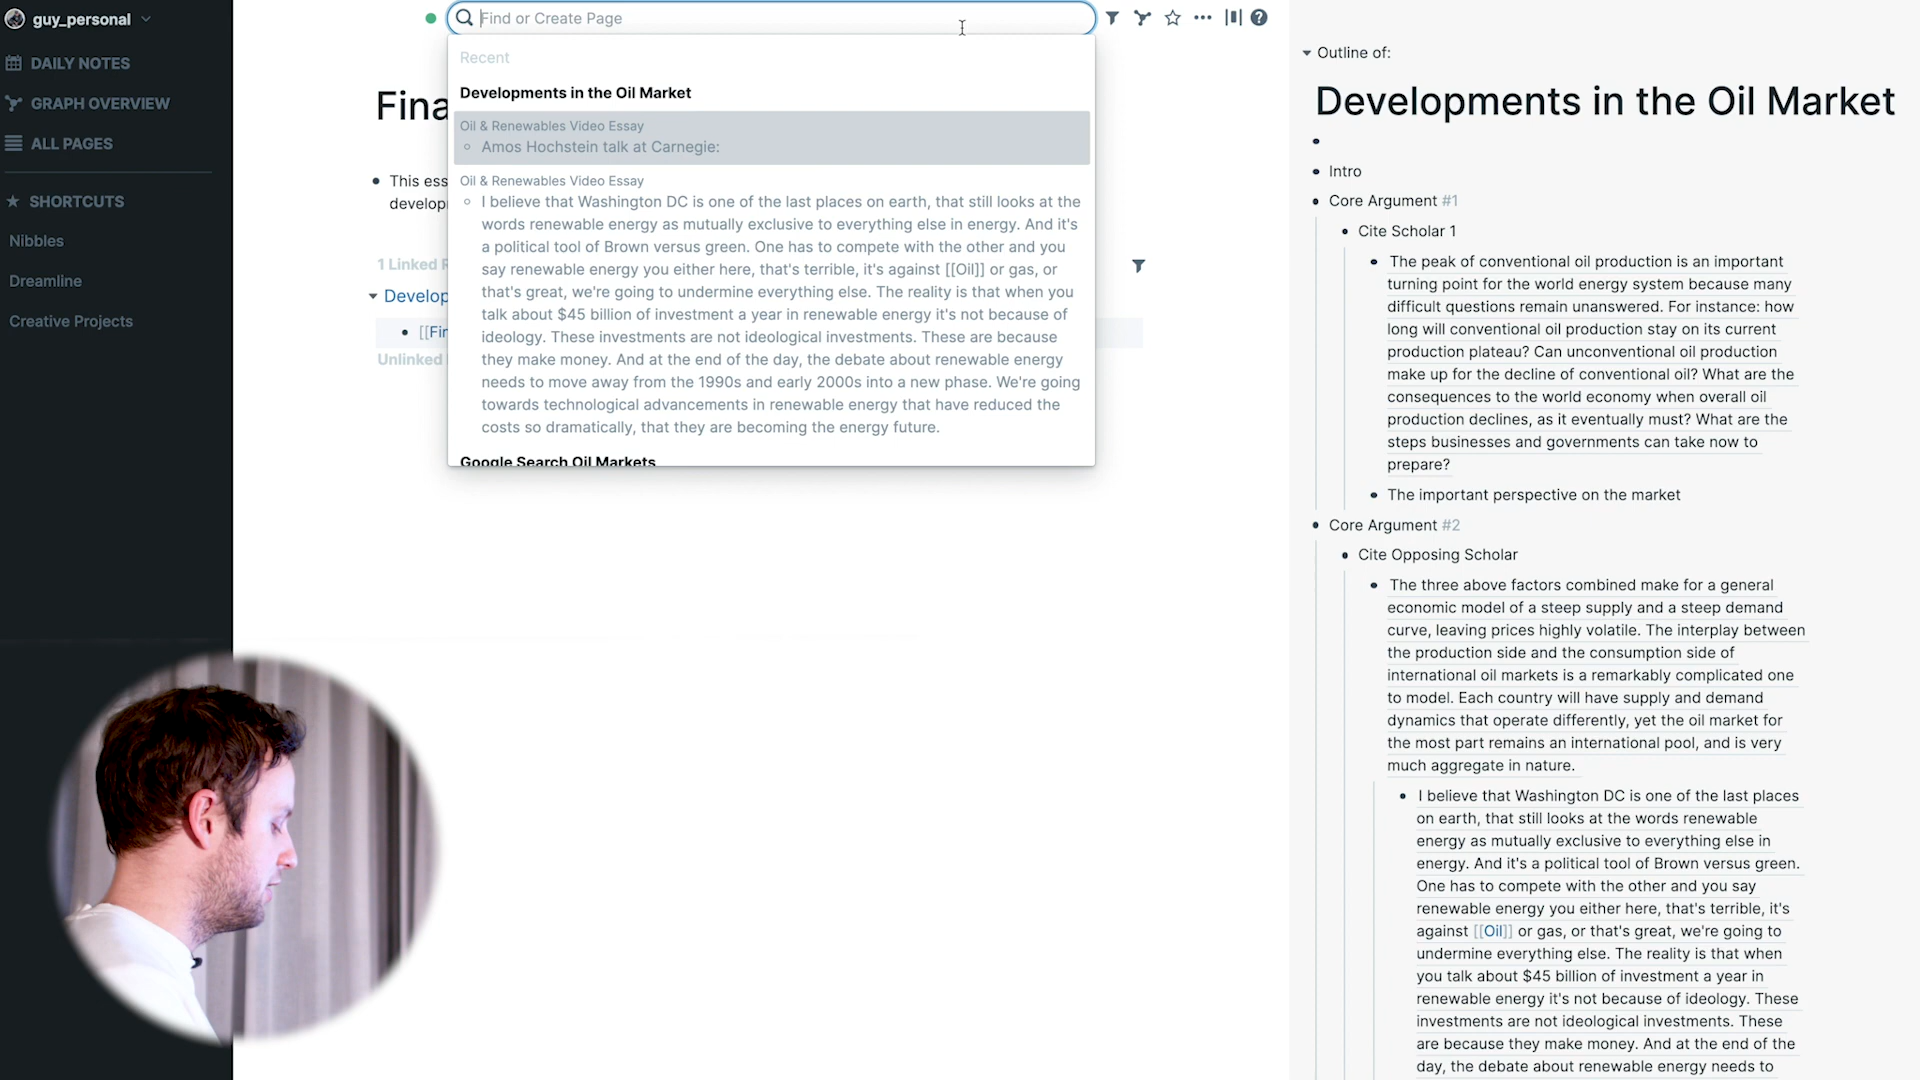 guy_personal
DAILY NOTES
GRAPH OVERVIEW
ALL PAGES
SHORTCUTS
Nibbles
Dreamline
Creative Projects
Find or Create Page
Recent
Developments in the Oil Market
Oil & Renewables Video Essay
Amos Hochstein talk at Carnegie:
Oil & Renewables Video Essay
I believe that Washington DC is one of the last places on earth, that still looks at the
words renewable energy as mutually exclusive to everything else in energy. And it's
a political tool of Brown versus green. One has to compete with the other and you
say renewable energy you either here, that's terrible, it's against [[Oil]] or gas, or
that's great, we're going to undermine everything else. The reality is that when you
talk about $45 billion of investment a year in renewable energy it's not because of
ideology. These investments are not ideological investments. These are because
they make money. And at the end of the day, the debate about renewable energy
needs to move away from the 1990s and early 2000s into a new phase. We're going
towards technological advancements in renewable energy that have reduced the
costs so dramatically, that they are becoming the energy future.
Google Search Oil Markets
Fina
This ess
develop
1 Linked R
Develop
[[Fin
Unlinked
Outline of:
Developments in the Oil Market
Intro
Core Argument #1
Cite Scholar 1
The peak of conventional oil production is an important
turning point for the world energy system because many
difficult questions remain unanswered. For instance: how
long will conventional oil production stay on its current
production plateau? Can unconventional oil production
make up for the decline of conventional oil? What are the
consequences to the world economy when overall oil
production declines, as it eventually must? What are the
steps businesses and governments can take now to
prepare?
The important perspective on the market
Core Argument #2
Cite Opposing Scholar
The three above factors combined make for a general
economic model of a steep supply and a steep demand
curve, leaving prices highly volatile. The interplay between
the production side and the consumption side of
international oil markets is a remarkably complicated one
to model. Each country will have supply and demand
dynamics that operate differently, yet the oil market for
the most part remains an international pool, and is very
much aggregate in nature.
I believe that Washington DC is one of the last places
on earth, that still looks at the words renewable
energy as mutually exclusive to everything else in
energy. And it's a political tool of Brown versus green.
One has to compete with the other and you say
renewable energy you either here, that's terrible, it's
against [[Oil]] or gas, or that's great, we're going to
undermine everything else. The reality is that when
you talk about $45 billion of investment a year in
renewable energy it's not because of ideology. These
investments are not ideological investments. These
are because they make money. And at the end of the
day, the debate about renewable energy needs to